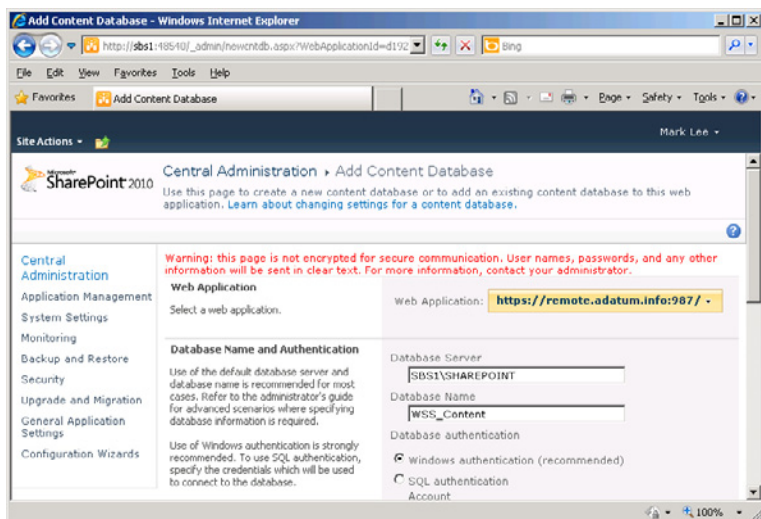 Add Content Database - Windows Internet Explorer
http://sbs1:48540/_admin/newcntdb.aspx?WebApplicationId=d192
Bing
File Edit View Favorites Tools Help
Favorites Add Content Database Page Safety Tools
Site Actions
Mark Lee
Microsoft
SharePoint 2010
Central Administration Add Content Database
Use this page to create a new content database or to add an existing content database to this web
application. Learn about changing settings for a content database.
Central
Administration
Application Management
System Settings
Monitoring
Backup and Restore
Security
Upgrade and Migration
General Application
Settings
Configuration Wizards
Warning: this page is not encrypted for secure communication. User names, passwords, and any other
information will be sent in clear text. For more information, contact your administrator.
Web Application
Select a web application.
Web Application: https://remote.adatum.info:987/
Database Name and Authentication
Use of the default database server and
database name is recommended for most
cases. Refer to the administrator's guide
for advanced scenarios where specifying
database information is required.
Use of Windows authentication is strongly
recommended. To use SQL authentication,
specify the credentials which will be used
to connect to the database.
Database Server
SBS1\SHAREPOINT
Database Name
WSS_Content
Database authentication
Windows authentication (recommended)
SQL authentication
Account
100%